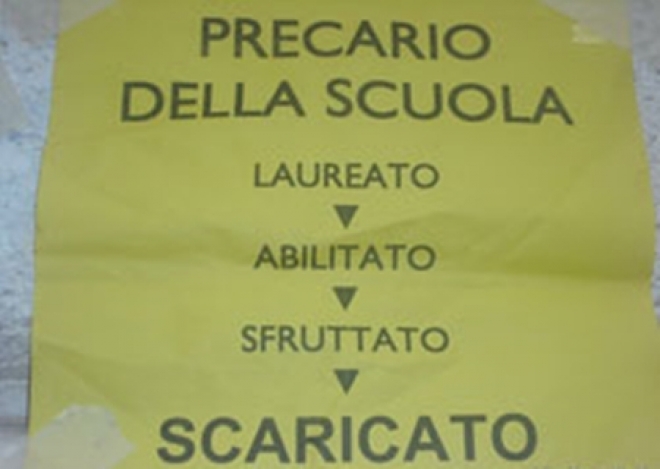 PRECARIO
DELLA SCUOLA
LAUREATO
▼
ABILITATO
▼
SFRUTTATO
▼
SCARICATO